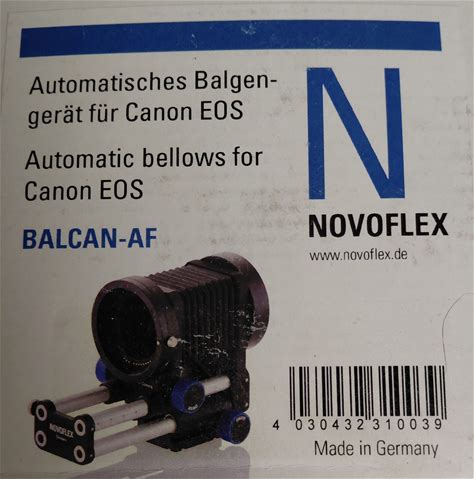 Automatisches Balgen-
gerät für Canon EOS
Automatic bellows for
Canon EOS
BALCAN-AF
N
NOVOFLEX
www.novoflex.de
NOVOFLEX
4 030432 310039
Made in Germany